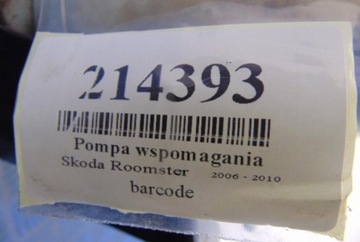 214393
Pompa wspomagania
Skoda Roomster 2006 - 2010
barcode